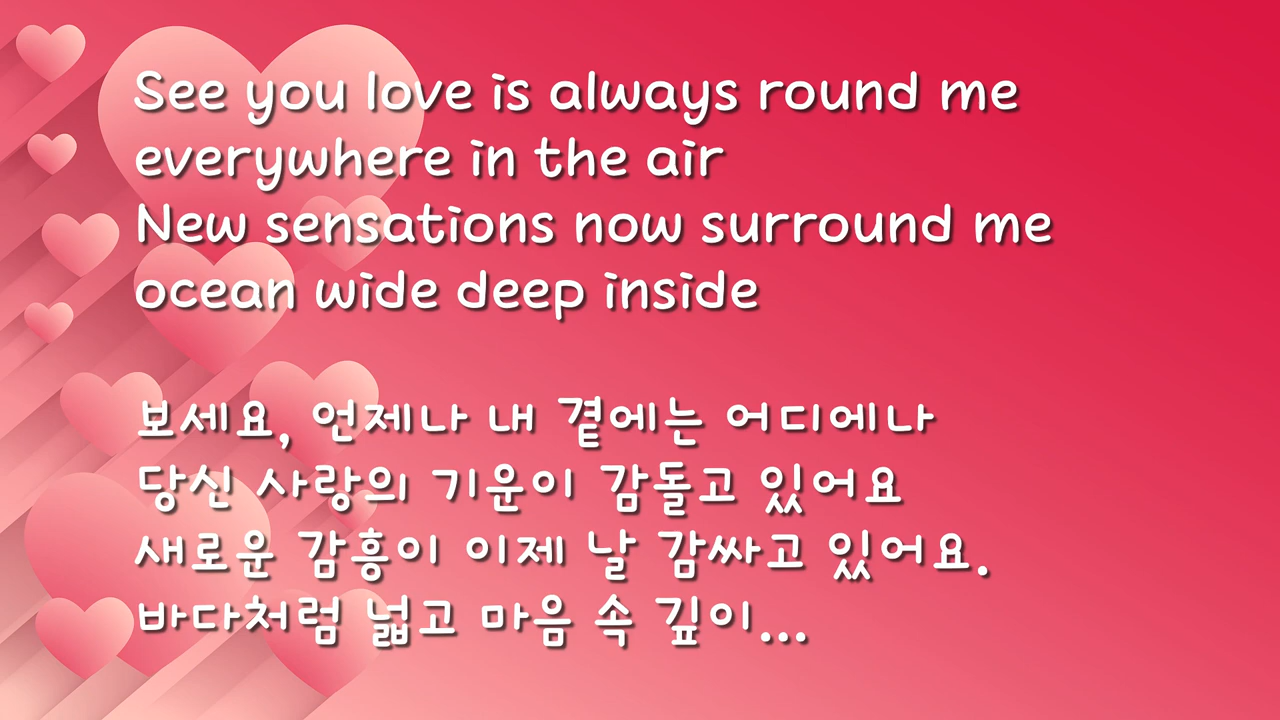 See you love is always round me
everywhere in the air
New sensations now surround me
ocean wide deep inside
보세요, 언제나 내 곁에는 어디에나
당신 사랑의 기운이 감돌고 있어요
새로운 감흥이 이제 날 감싸고 있어요.
바다처럼 넓고 마음 속 깊이...